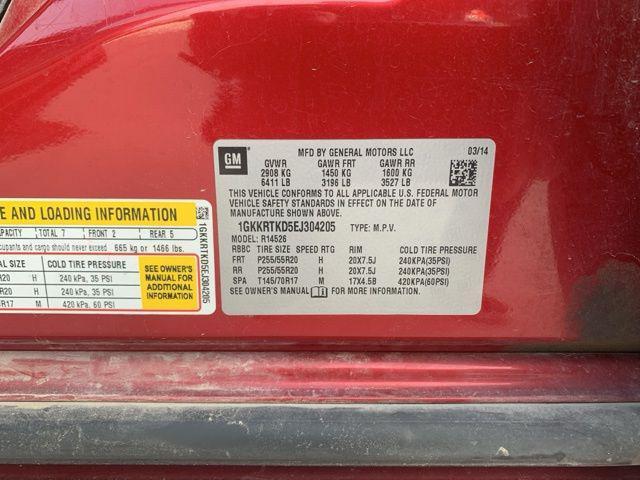 GM
MFD BY GENERAL MOTORS LLC 03/14
GVWR GAWR FRT GAWR RR
2908 KG 1450 KG 1600 KG
6411 LB 3196 LB 3527 LB
THIS VEHICLE CONFORMS TO ALL APPLICABLE U.S. FEDERAL MOTOR
VEHICLE SAFETY STANDARDS IN EFFECT ON THE DATE OF
MANUFACTURE SHOWN ABOVE.
1GKKRTKD5EJ304205 TYPE: M.P.V.
MODEL: R14526
RBBC TIRE SIZE SPEED RTG RIM COLD TIRE PRESSURE
FRT P255/55R20 H 20X7.5J 240KPA(35PSI)
RR P255/55R20 H 20X7.5J 240KPA(35PSI)
SPA T145/70R17 M 17X4.5B 420KPA(60PSI)
SEE OWNER'S MANUAL FOR MORE INFORMATION.
E AND LOADING INFORMATION
CAPACITY TOTAL 7 FRONT 2 REAR 5
cupants and cargo should never exceed 665 kg or 1466 lbs.
AL SIZE COLD TIRE PRESSURE
R20 H 240 kPa, 35 PSI
R20 H 240 kPa, 35 PSI
R17 M 420 kPa, 60 PSI
SEE OWNER'S
MANUAL FOR
ADDITIONAL
INFORMATION
1GKKRTKD5EJ304205